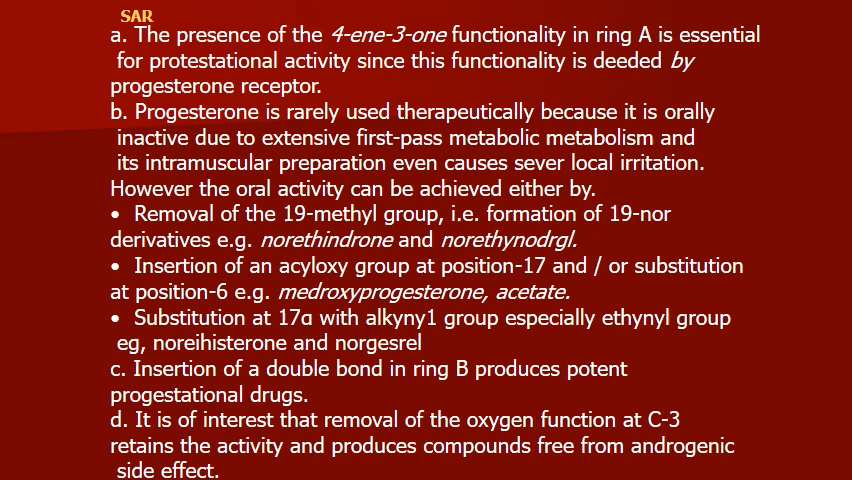 SAR
a. The presence of the 4-ene-3-one functionality in ring A is essential
for protestational activity since this functionality is deeded by
progesterone receptor.
b. Progesterone is rarely used therapeutically because it is orally
inactive due to extensive first-pass metabolic metabolism and
its intramuscular preparation even causes sever local irritation.
However the oral activity can be achieved either by.
• Removal of the 19-methyl group, i.e. formation of 19-nor
derivatives e.g. norethindrone and norethynodrgl.
• Insertion of an acyloxy group at position-17 and / or substitution
at position-6 e.g. medroxyprogesterone, acetate.
• Substitution at 17α with alkyny1 group especially ethynyl group
eg, noreihisterone and norgesrel
c. Insertion of a double bond in ring B produces potent
progestational drugs.
d. It is of interest that removal of the oxygen function at C-3
retains the activity and produces compounds free from androgenic
side effect.